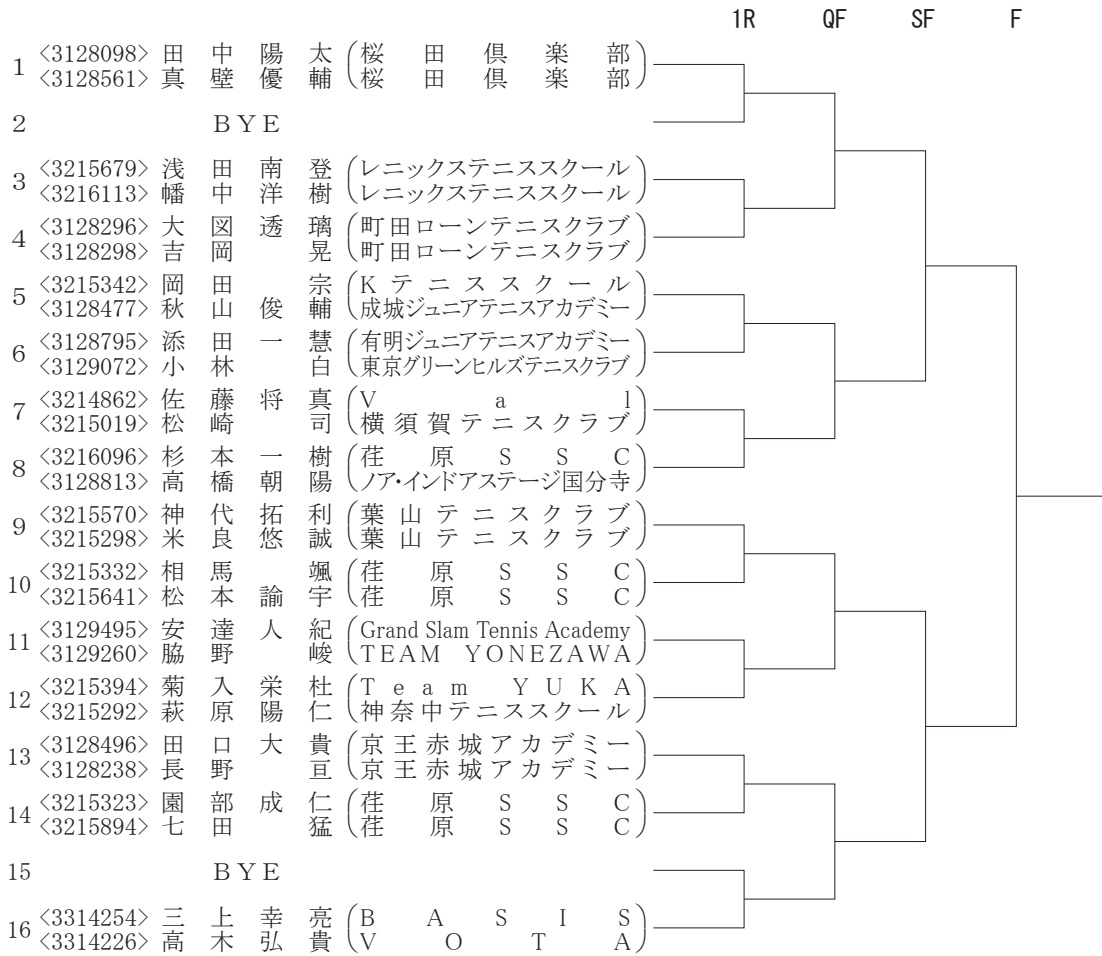 1R QF SF F
1 <3128098> 田中陽太 (桜田倶楽部)
<3128561> 真壁優輔 (桜田倶楽部)
2 BYE
3 <3215679> 浅田南登 (レニックステニススクール)
<3216113> 幡中洋樹 (レニックステニススクール)
4 <3128296> 大図透璃 (町田ローンテニスクラブ)
<3128298> 吉岡晃 (町田ローンテニスクラブ)
5 <3215342> 岡田宗 (Kテニススクール)
<3128477> 秋山俊輔 (成城ジュニアテニスアカデミー)
6 <3128795> 添田一慧 (有明ジュニアテニスアカデミー)
<3129072> 小林白 (東京グリーンヒルズテニスクラブ)
7 <3214862> 佐藤将真 (Val)
<3215019> 松崎司 (横須賀テニスクラブ)
8 <3216096> 杉本一樹 (荏原SSC)
<3128813> 高橋朝陽 (ノア・インドアステージ国分寺)
9 <3215570> 神代拓利 (葉山テニスクラブ)
<3215298> 米良悠誠 (葉山テニスクラブ)
10 <3215332> 相馬颯 (荏原SSC)
<3215641> 松本諭宇 (荏原SSC)
11 <3129495> 安達人紀 (Grand Slam Tennis Academy)
<3129260> 脇野峻 (TEAM YONEZAWA)
12 <3215394> 菊入栄杜 (Team YUKA)
<3215292> 萩原陽仁 (神奈中テニススクール)
13 <3128496> 田口大貴 (京王赤城アカデミー)
<3128238> 長野亘 (京王赤城アカデミー)
14 <3215323> 園部成仁 (荏原SSC)
<3215894> 七田猛 (荏原SSC)
15 BYE
16 <3314254> 三上幸亮 (BASIS)
<3314226> 高木弘貴 (VOTA)